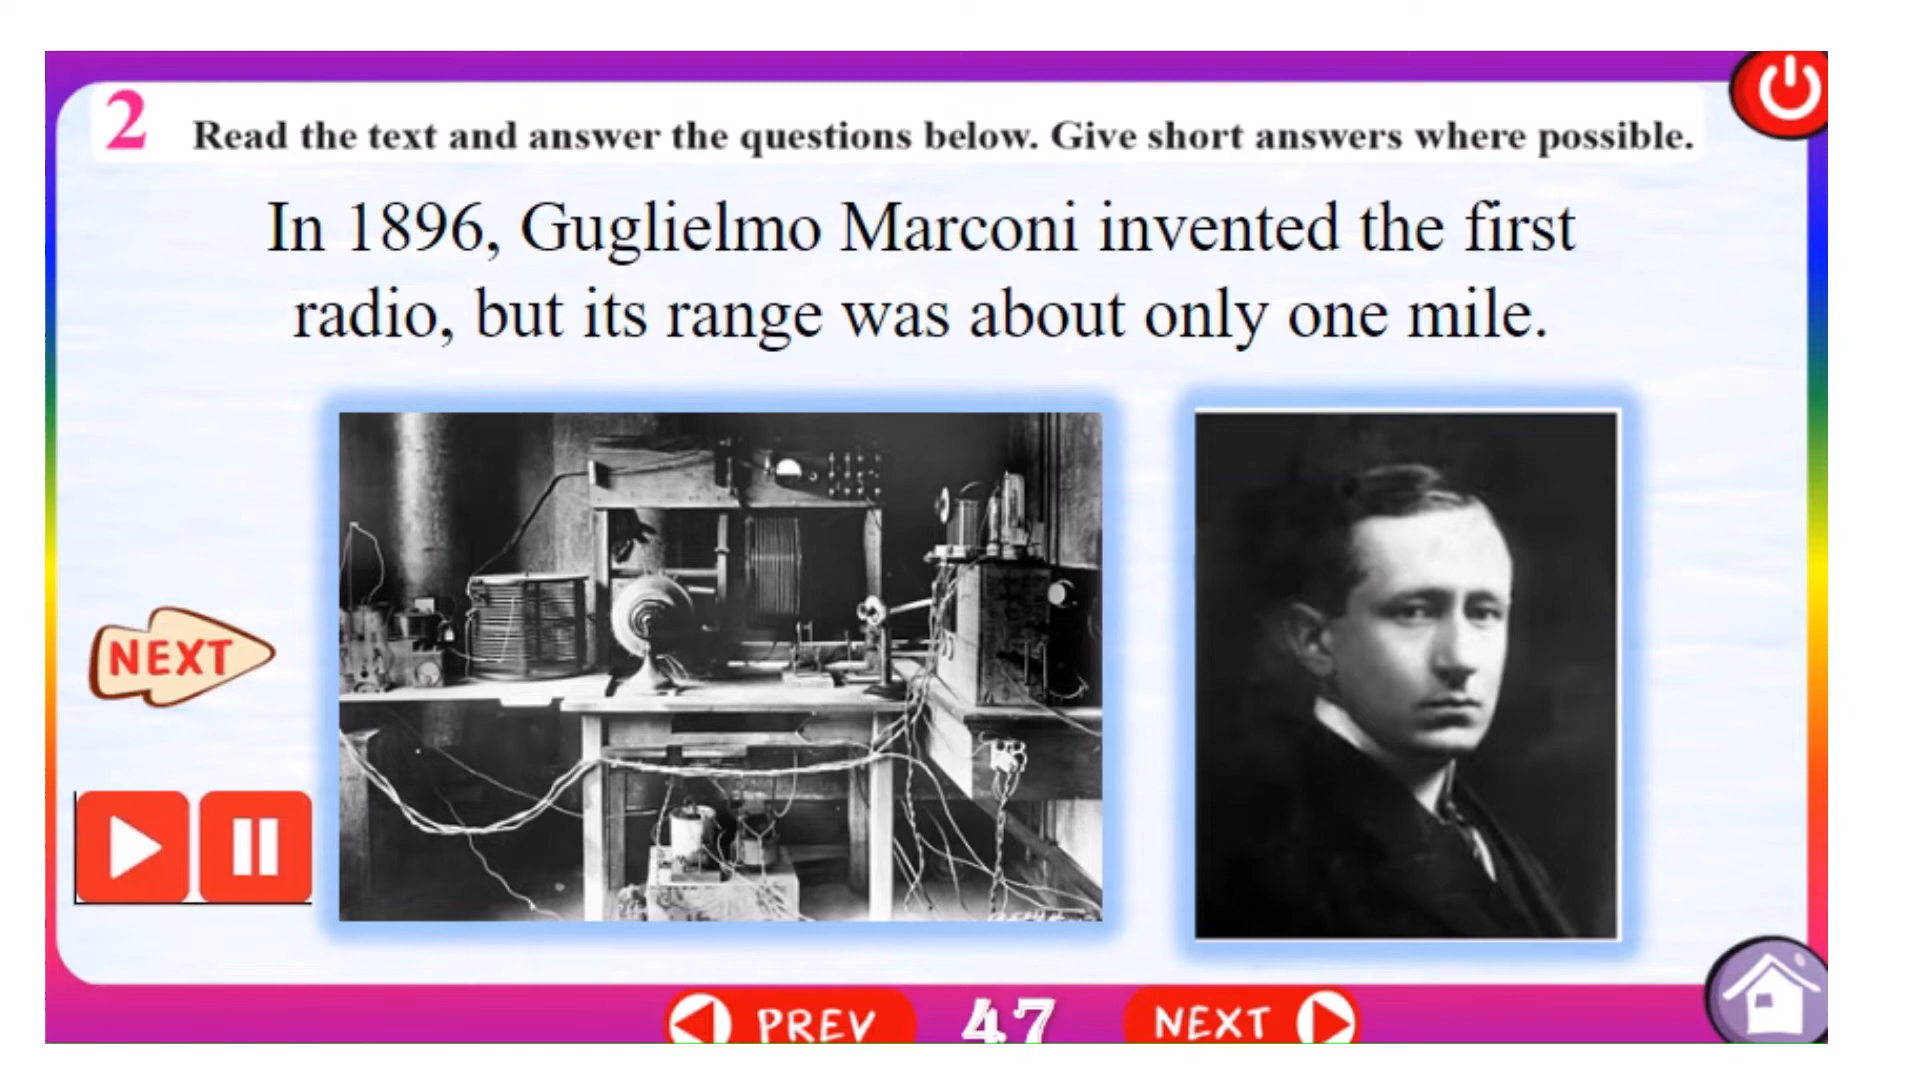 2 Read the text and answer the questions below. Give short answers where possible.
In 1896, Guglielmo Marconi invented the first
radio, but its range was about only one mile.
NEXT
PREV 47 NEXT